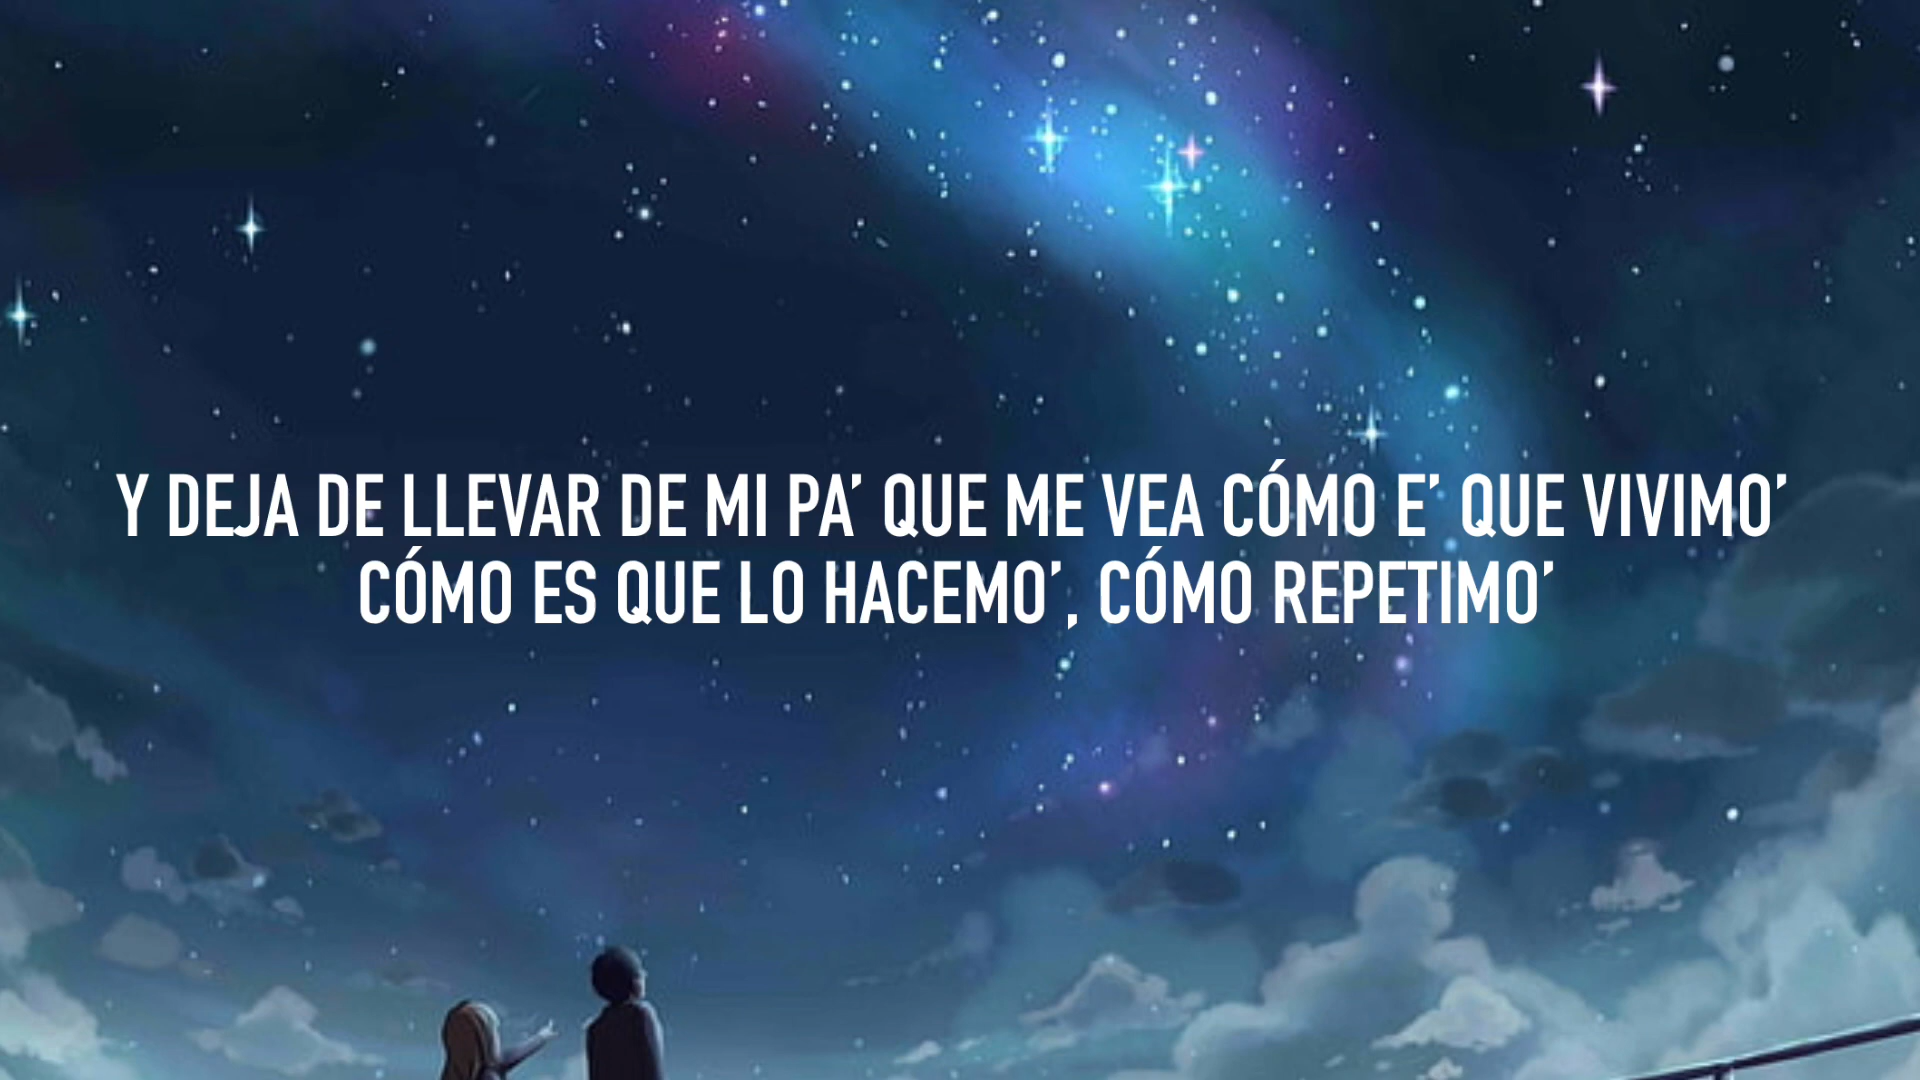 Y DEJA DE LLEVAR DE MI PA’ QUE ME VEA CÓMO E’ QUE VIVIMO’
CÓMO ES QUE LO HACEMO’, CÓMO REPETIMO’